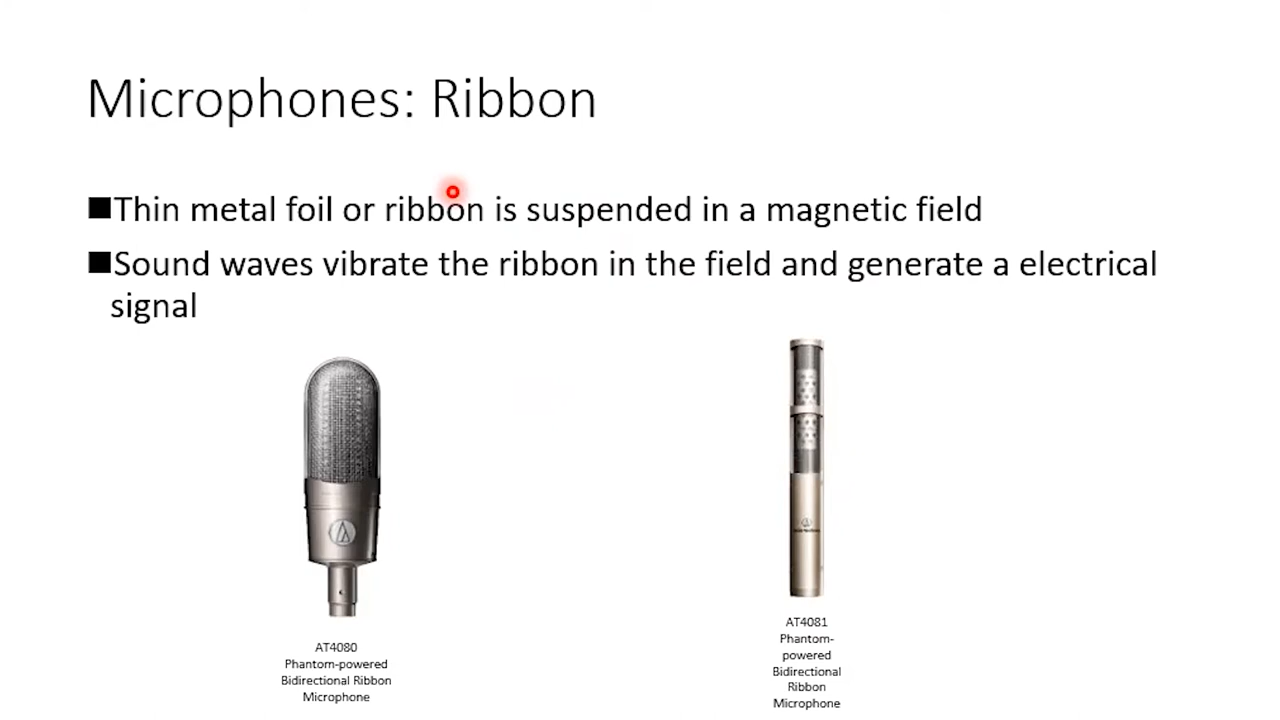 Microphones: Ribbon
Thin metal foil or ribbon is suspended in a magnetic field
Sound waves vibrate the ribbon in the field and generate a electrical
signal
AT4080
Phantom-powered
Bidirectional Ribbon
Microphone
AT4081
Phantom-
powered
Bidirectional
Ribbon
Microphone